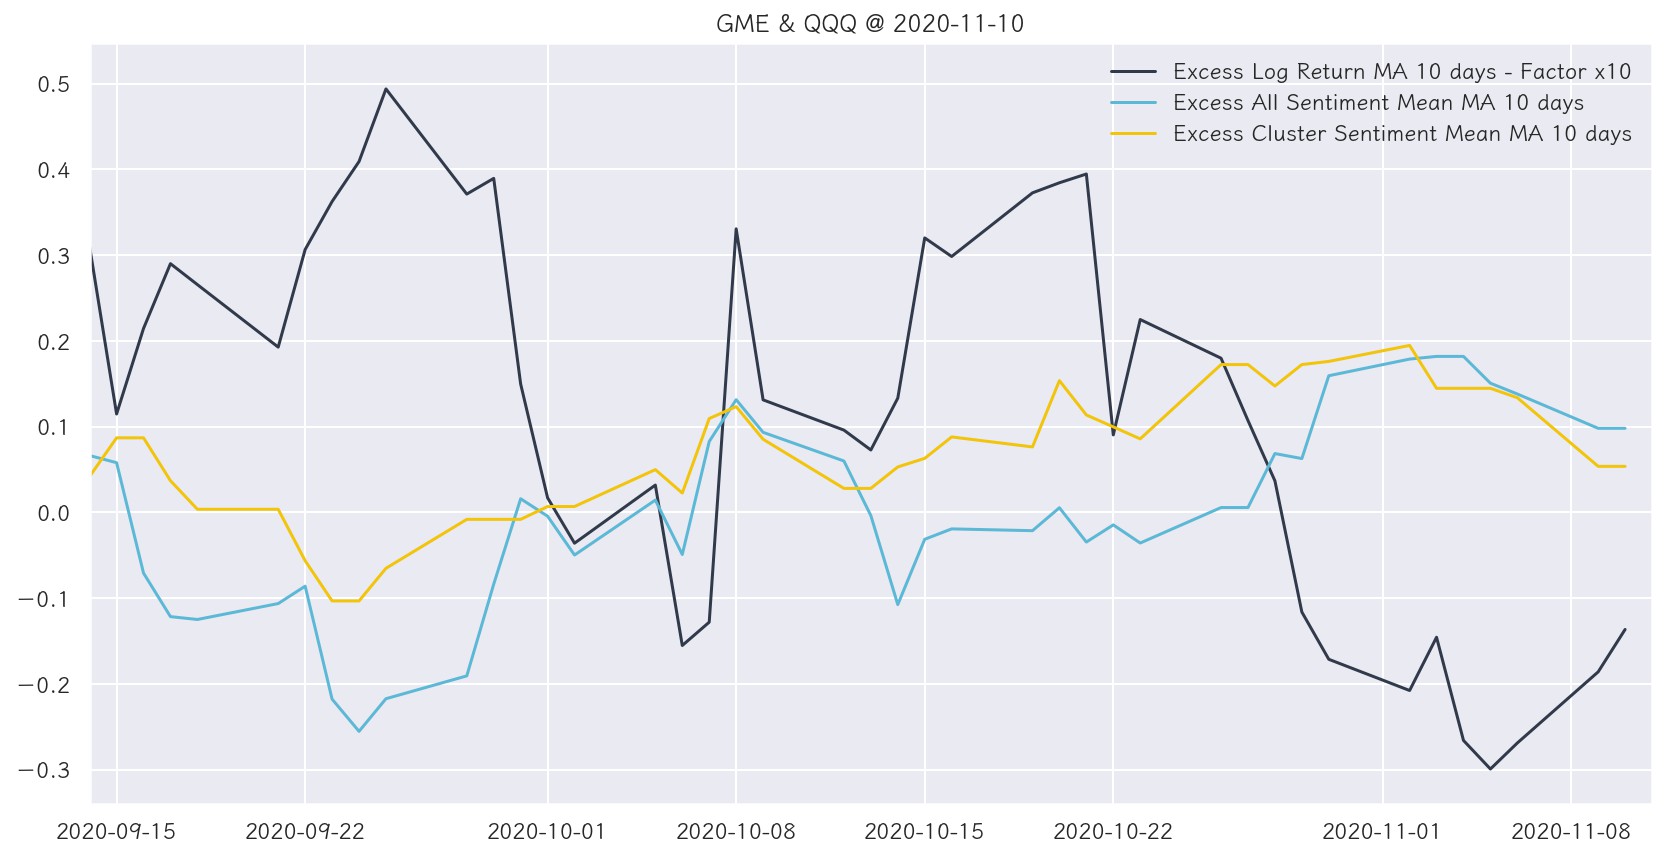 GME & QQQ @ 2020-11-10
Excess Log Return MA 10 days - Factor x10
Excess All Sentiment Mean MA 10 days
Excess Cluster Sentiment Mean MA 10 days
0.5
0.4
0.3
0.2
0.1
0.0
−0.1
−0.2
−0.3
2020-09-15 2020-09-22 2020-10-01 2020-10-08 2020-10-15 2020-10-22 2020-11-01 2020-11-08